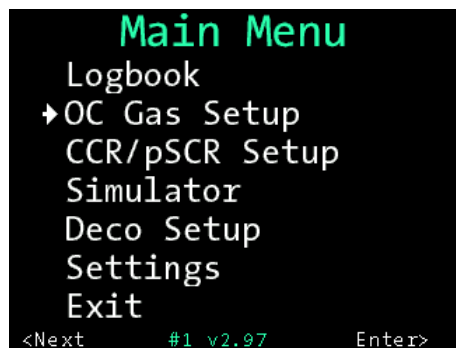 Main Menu
Logbook
OC Gas Setup
CCR/pSCR Setup
Simulator
Deco Setup
Settings
Exit
<Next #1 v2.97 Enter>